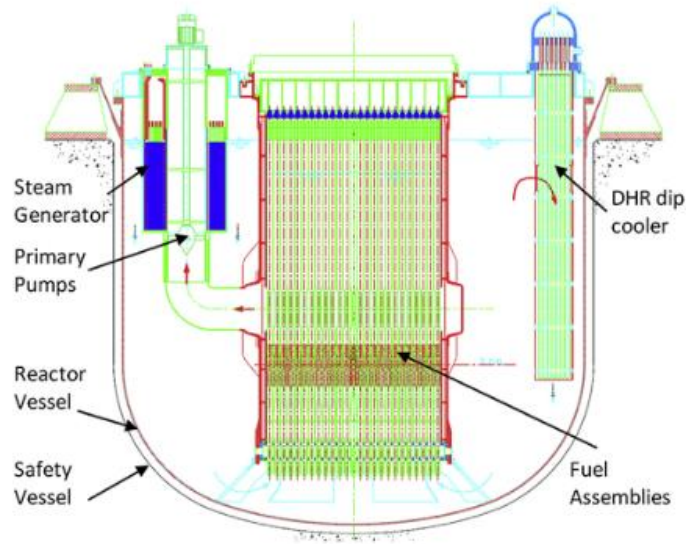 Steam
Generator
Primary
Pumps
Reactor
Vessel
Safety
Vessel
DHR dip
cooler
Fuel
Assemblies